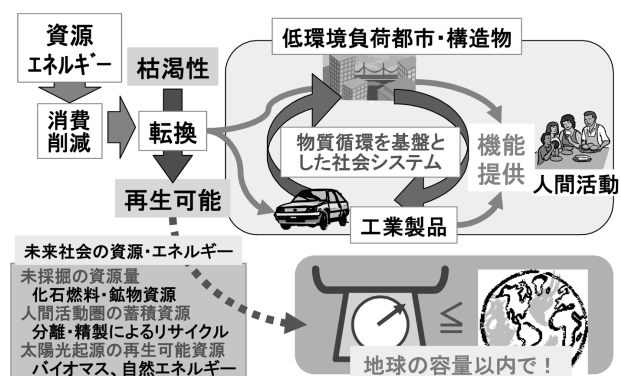 資源
エネルギー
枯渇性
低環境負荷都市・構造物
消費
削減
転換
物質循環を基盤と
した社会システム
機能
提供
人間活動
再生可能
工業製品
未来社会の資源・エネルギー
未採掘の資源量
化石燃料・鉱物資源
人間活動圏の蓄積資源
分離・精製によるリサイクル
太陽光起源の再生可能資源
バイオマス、自然エネルギー
≦
地球の容量以内で！